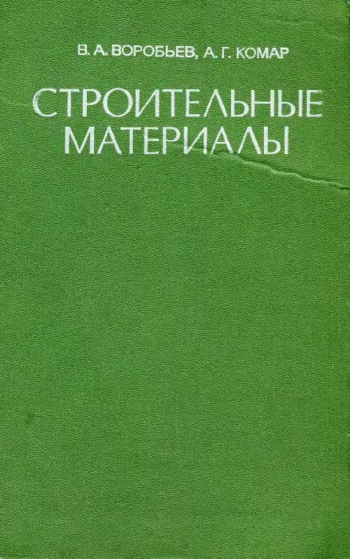 В. А. ВОРОБЬЕВ, А. Г. КОМАР
СТРОИТЕЛЬНЫЕ
МАТЕРИАЛЫ